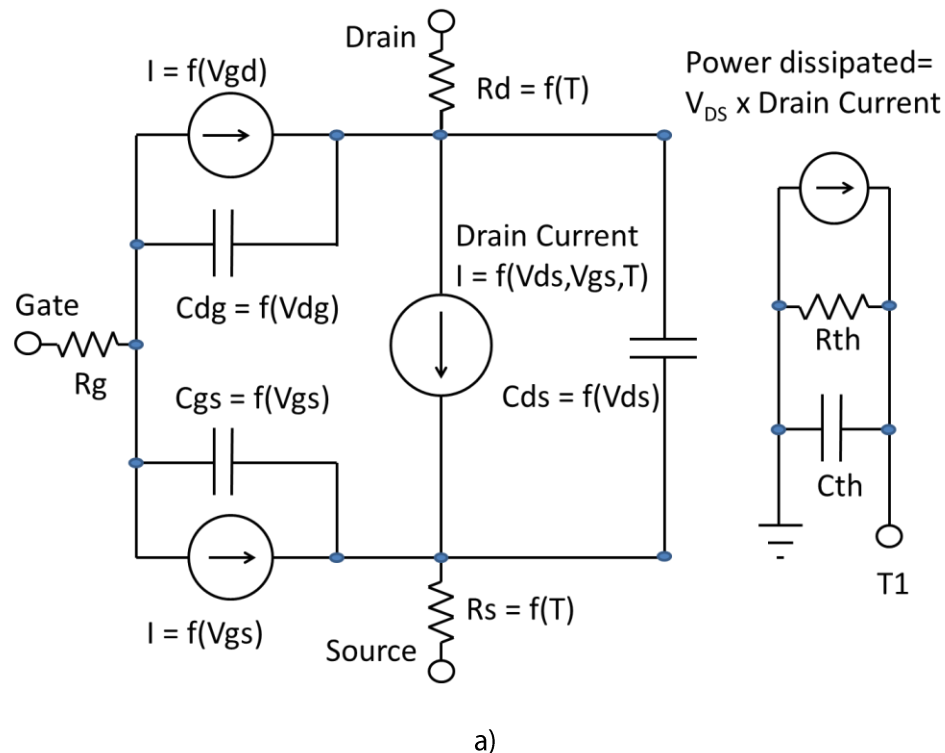 Drain
I = f(Vgd)
Rd = f(T)
Power dissipated=
V_DS x Drain Current
Drain Current
I = f(Vds,Vgs,T)
Cdg = f(Vdg)
Gate
Rg
Cgs = f(Vgs)
Cds = f(Vds)
Rth
Cth
T1
I = f(Vgs)
Rs = f(T)
Source
a)